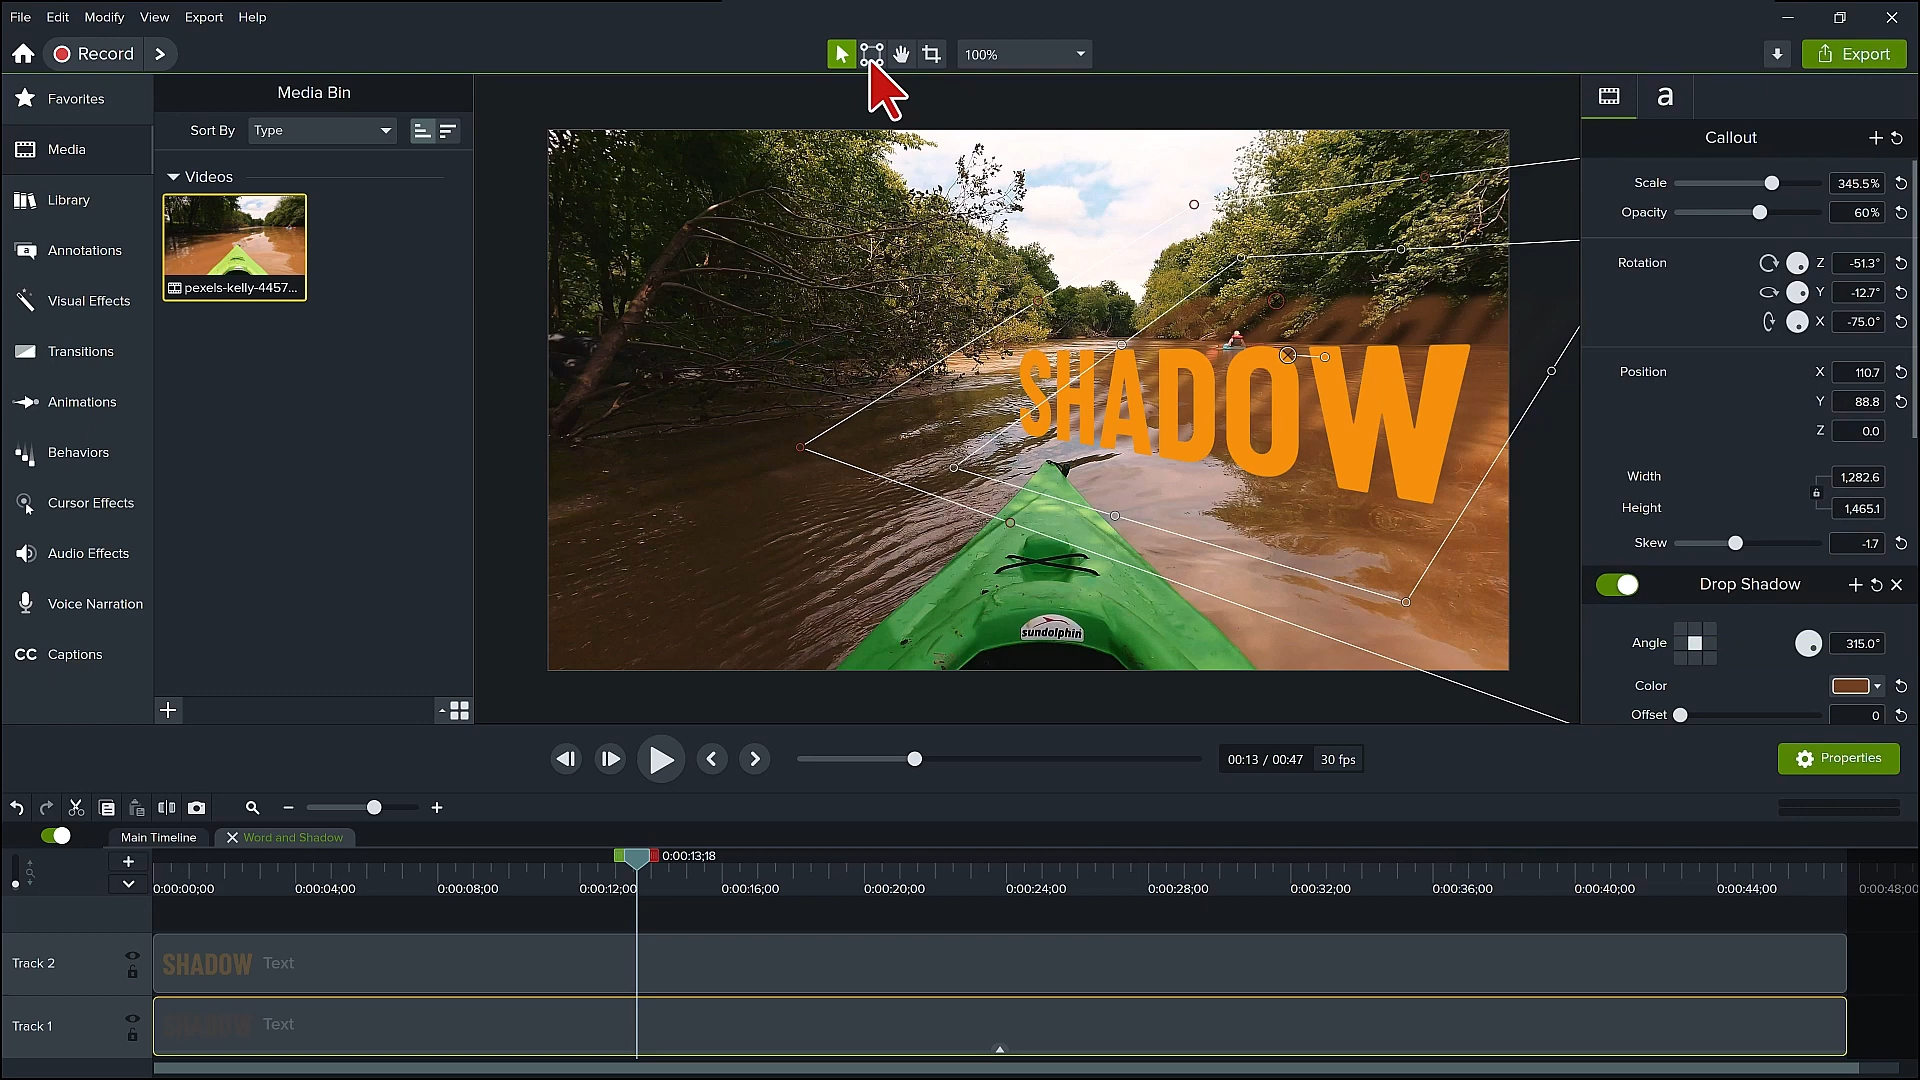 File Edit Modify View Export Help
Record
100%
Export
Favorites
Media
Library
Annotations
Visual Effects
Transitions
Animations
Behaviors
Cursor Effects
Audio Effects
Voice Narration
CC Captions
Media Bin
Sort By Type
Videos
pexels-kelly-4457...
SHADOW
sundolphin
a
Callout
Scale 345.5%
Opacity 60%
Rotation Z -51.3°
Y -12.7°
X -75.0°
Position X 110.7
Y 88.8
Z 0.0
Width 1,282.6
Height 1,465.1
Skew -1.7
Drop Shadow
Angle 315.0°
Color
Offset 0
00:13 / 00:47 30 fps
Properties
Main Timeline Word and Shadow
0:00:13;18
0:00:00;00 0:00:04;00 0:00:08;00 0:00:12;00 0:00:16;00 0:00:20;00 0:00:24;00 0:00:28;00 0:00:32;00 0:00:36;00 0:00:40;00 0:00:44;00 0:00:48;00
Track 2 SHADOW Text
Track 1 SHADOW Text